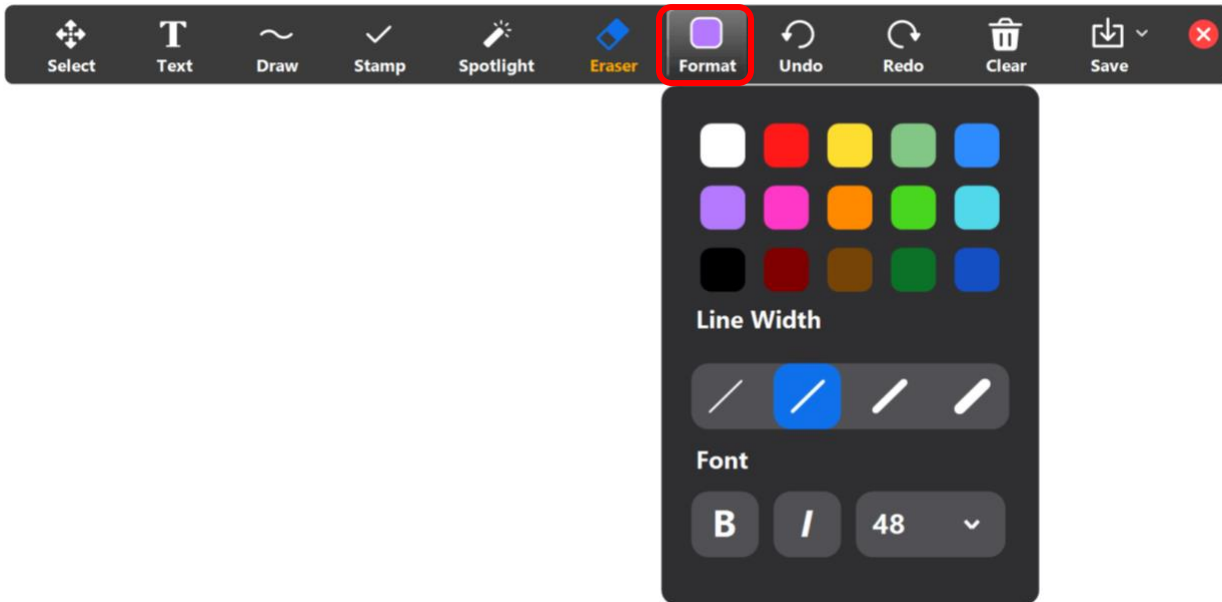 Select Text Draw Stamp Spotlight Eraser Format Undo Redo Clear Save
Line Width
Font
B I 48